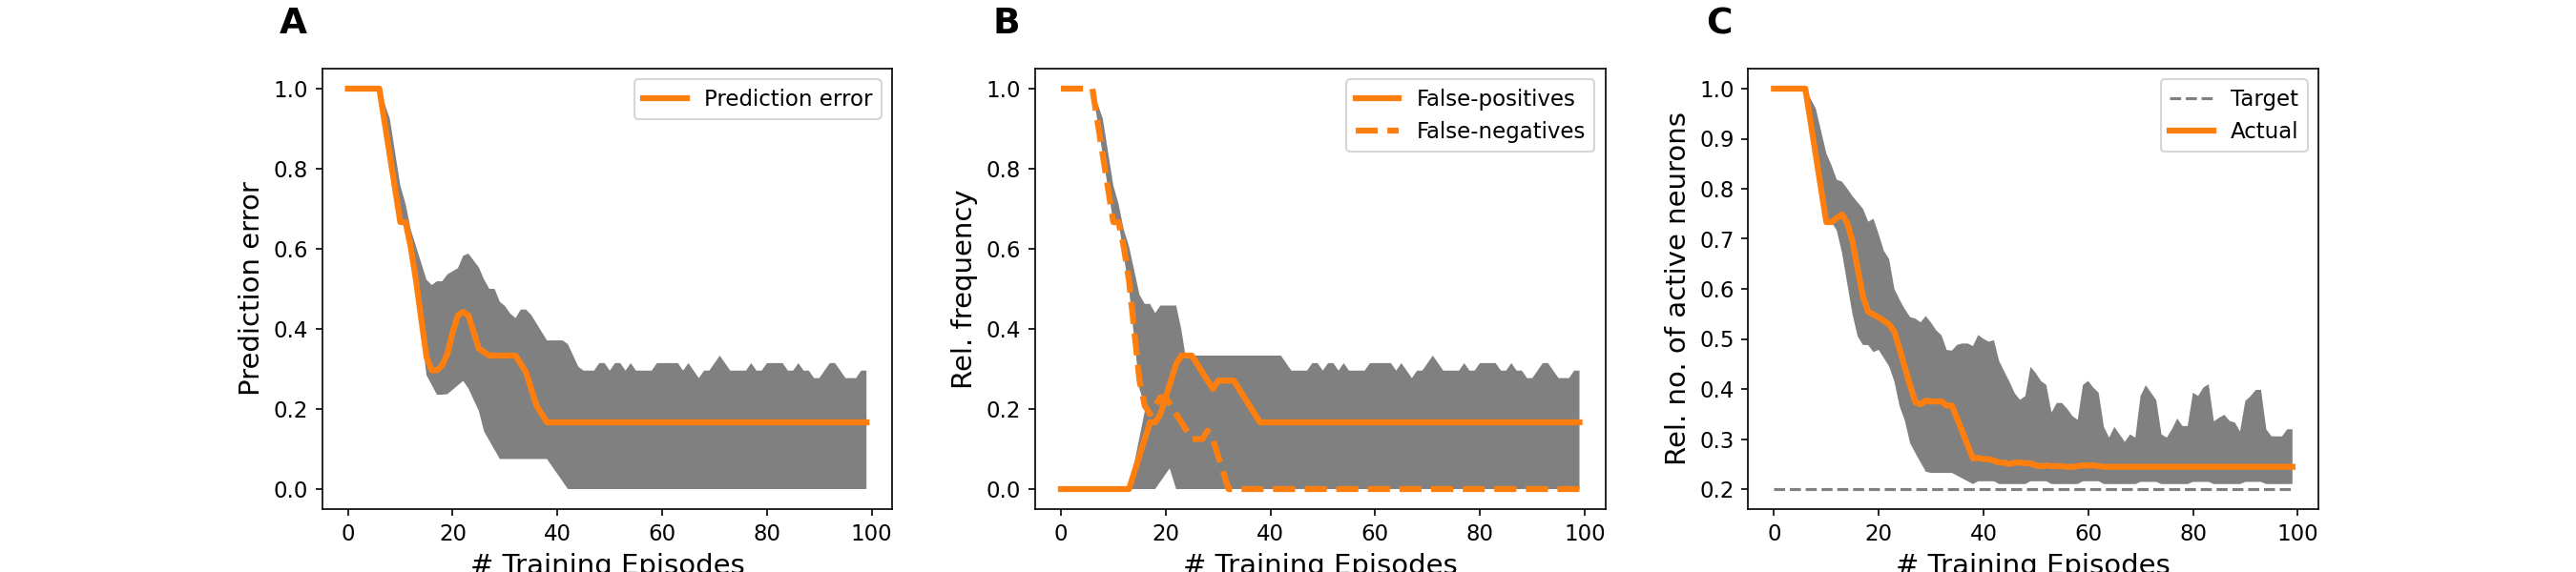 A
B
C
Prediction error
1.0
0.8
0.6
0.4
0.2
0.0
Prediction error
0
20
40
60
80
100
# Training Episodes
Rel. frequency
1.0
0.8
0.6
0.4
0.2
0.0
False-positives
False-negatives
0
20
40
60
80
100
# Training Episodes
Rel. no. of active neurons
1.0
0.9
0.8
0.7
0.6
0.5
0.4
0.3
0.2
Target
Actual
0
20
40
60
80
100
# Training Episodes